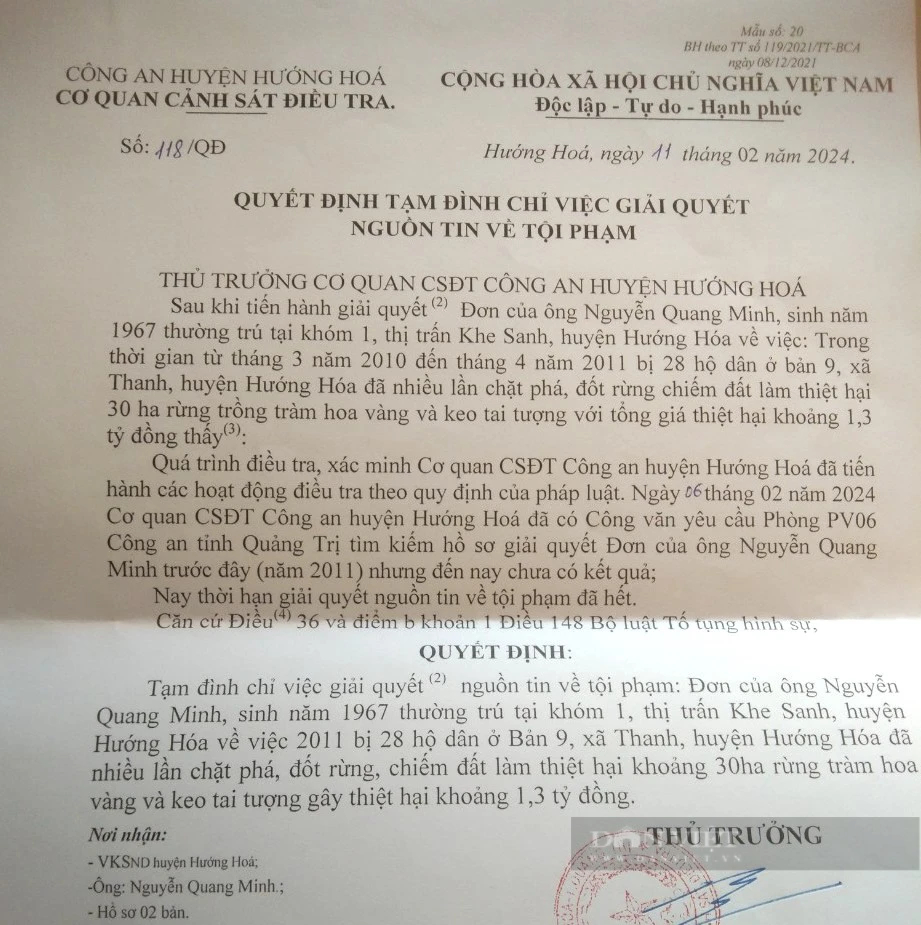 Mẫu số: 20
BH theo TT số 119/2021/TT-BCA
ngày 08/12/2021
CÔNG AN HUYỆN HƯỚNG HOÁ
CƠ QUAN CẢNH SÁT ĐIỀU TRA.
CỘNG HÒA XÃ HỘI CHỦ NGHĨA VIỆT NAM
Độc lập - Tự do - Hạnh phúc
Số: 118/QĐ
Hướng Hoá, ngày 11 tháng 02 năm 2024.
QUYẾT ĐỊNH TẠM ĐÌNH CHỈ VIỆC GIẢI QUYẾT
NGUỒN TIN VỀ TỘI PHẠM
THỦ TRƯỞNG CƠ QUAN CSĐT CÔNG AN HUYỆN HƯỚNG HOÁ
Sau khi tiến hành giải quyết (2) Đơn của ông Nguyễn Quang Minh, sinh năm
1967 thường trú tại khóm 1, thị trấn Khe Sanh, huyện Hướng Hóa về việc: Trong
thời gian từ tháng 3 năm 2010 đến tháng 4 năm 2011 bị 28 hộ dân ở bản 9, xã
Thanh, huyện Hướng Hóa đã nhiều lần chặt phá, đốt rừng chiếm đất làm thiệt hại
30 ha rừng trồng tràm hoa vàng và keo tai tượng với tổng giá thiệt hại khoảng 1,3
tỷ đồng thấy(3):
Quá trình điều tra, xác minh Cơ quan CSĐT Công an huyện Hướng Hoá đã tiến
hành các hoạt động điều tra theo quy định của pháp luật. Ngày 06 tháng 02 năm 2024
Cơ quan CSĐT Công an huyện Hướng Hoá đã có Công văn yêu cầu Phòng PV06
Công an tỉnh Quảng Trị tìm kiếm hồ sơ giải quyết Đơn của ông Nguyễn Quang
Minh trước đây (năm 2011) nhưng đến nay chưa có kết quả;
Nay thời hạn giải quyết nguồn tin về tội phạm đã hết.
Căn cứ Điều(4) 36 và điểm b khoản 1 Điều 148 Bộ luật Tố tụng hình sự,
QUYẾT ĐỊNH:
Tạm đình chỉ việc giải quyết (2) nguồn tin về tội phạm: Đơn của ông Nguyễn
Quang Minh, sinh năm 1967 thường trú tại khóm 1, thị trấn Khe Sanh, huyện
Hướng Hóa về việc 2011 bị 28 hộ dân ở Bản 9, xã Thanh, huyện Hướng Hóa đã
nhiều lần chặt phá, đốt rừng, chiếm đất làm thiệt hại khoảng 30ha rừng tràm hoa
vàng và keo tai tượng gây thiệt hại khoảng 1,3 tỷ đồng.
Nơi nhận:
- VKSND huyện Hướng Hoá;
-Ông: Nguyễn Quang Minh.;
- Hồ sơ 02 bản.
THỦ TRƯỞNG
DÂN VIỆT
WWW.DANVIET.VN